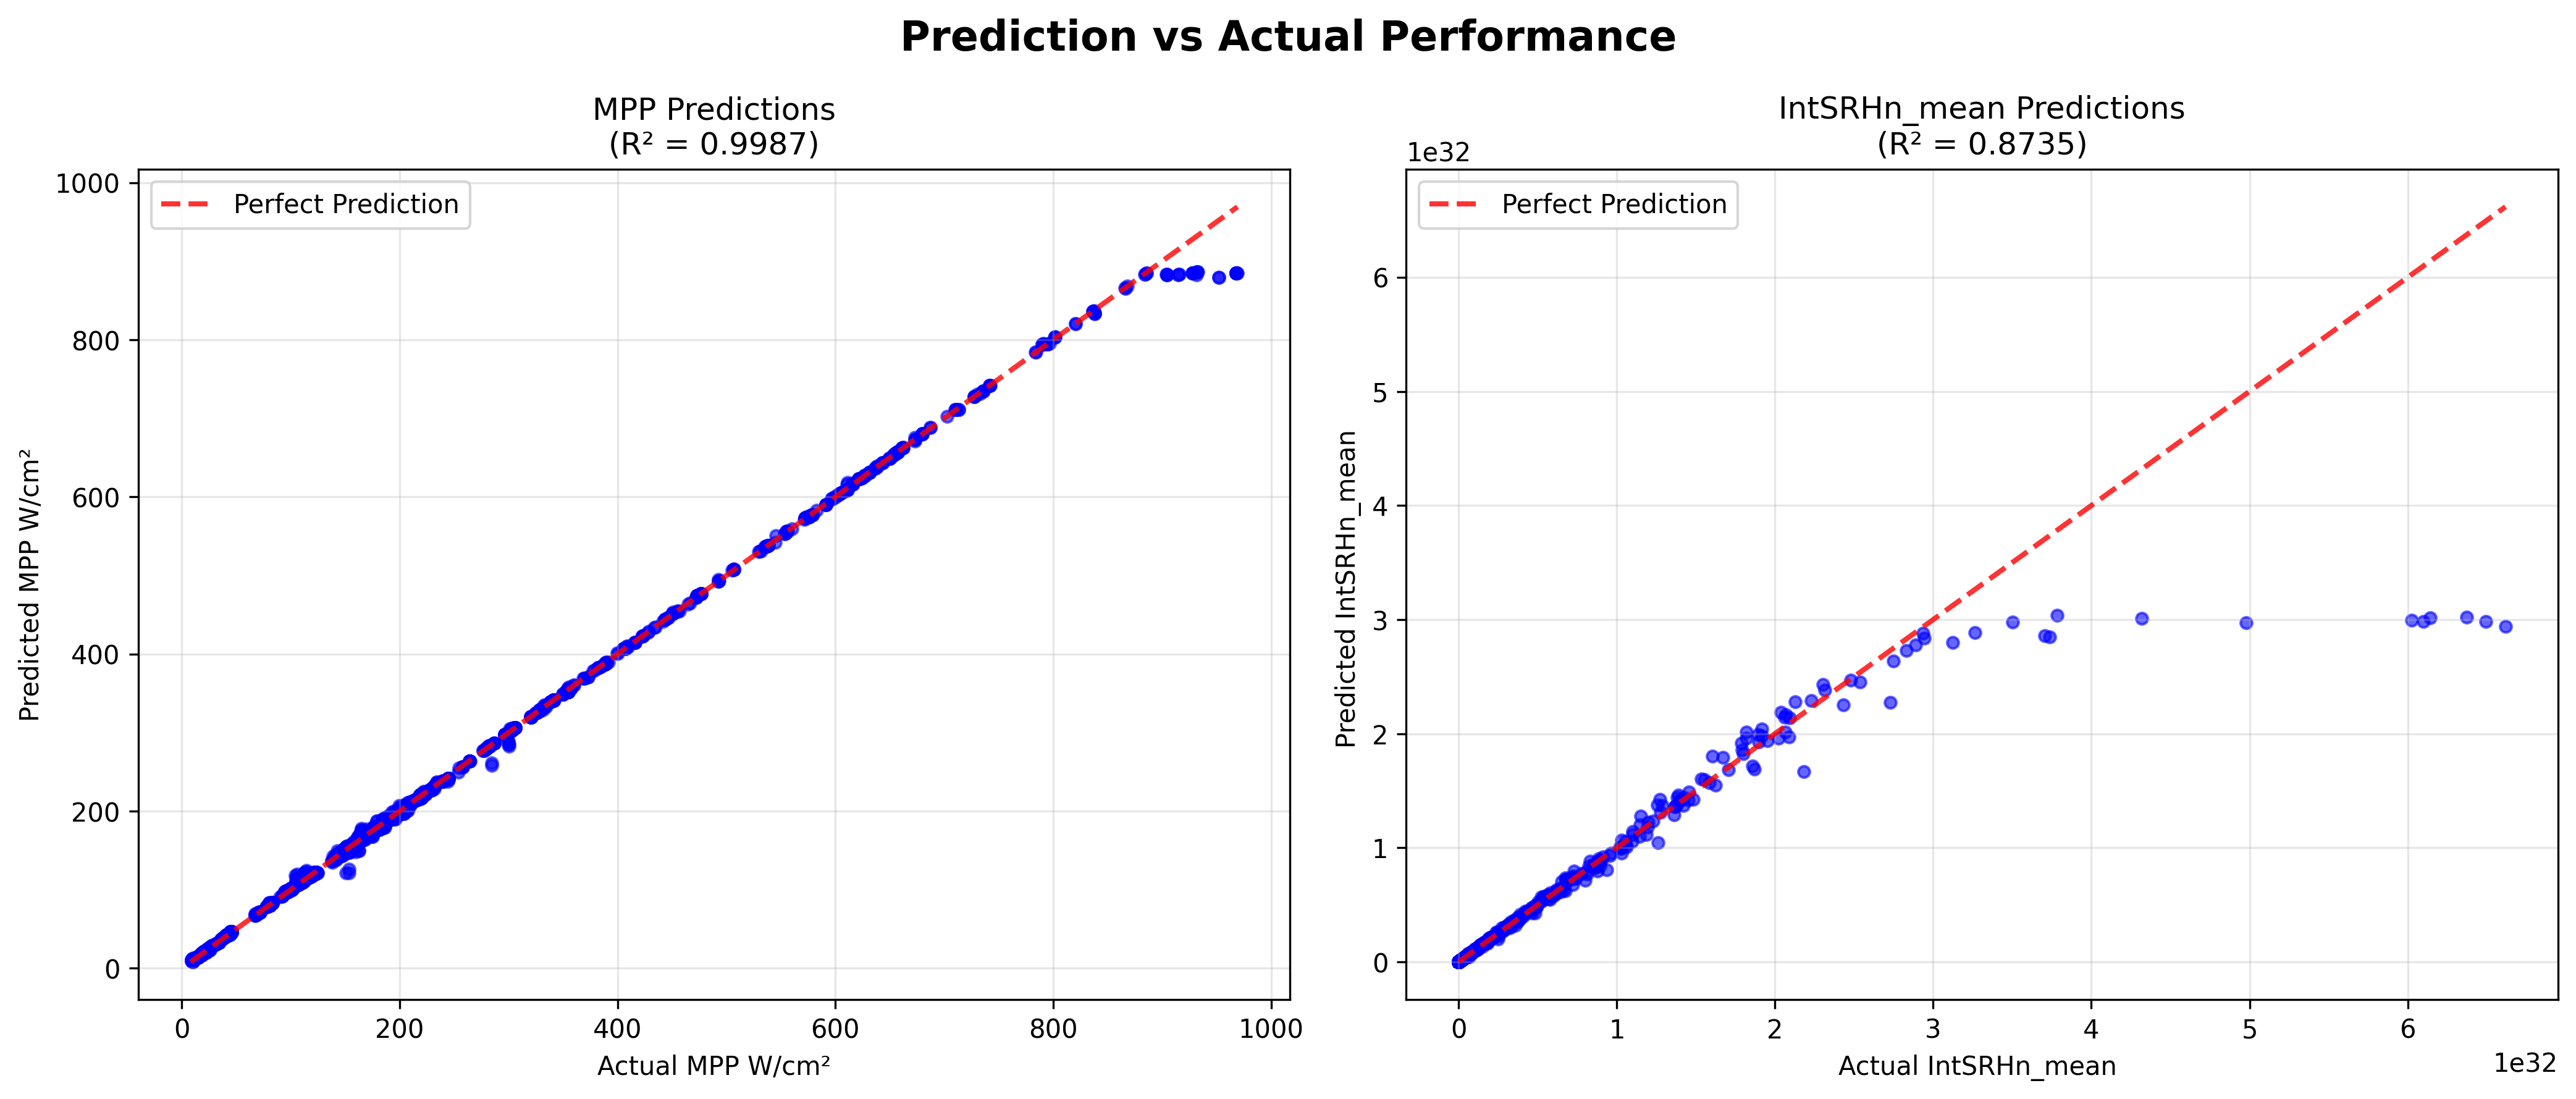 Prediction vs Actual Performance
MPP Predictions
(R² = 0.9987)
Perfect Prediction
1000
800
600
400
200
0
Predicted MPP W/cm²
0 200 400 600 800 1000
Actual MPP W/cm²
IntSRHn_mean Predictions
(R² = 0.8735)
1e32
Perfect Prediction
6
5
4
3
2
1
0
Predicted IntSRHn_mean
0 1 2 3 4 5 6
1e32
Actual IntSRHn_mean